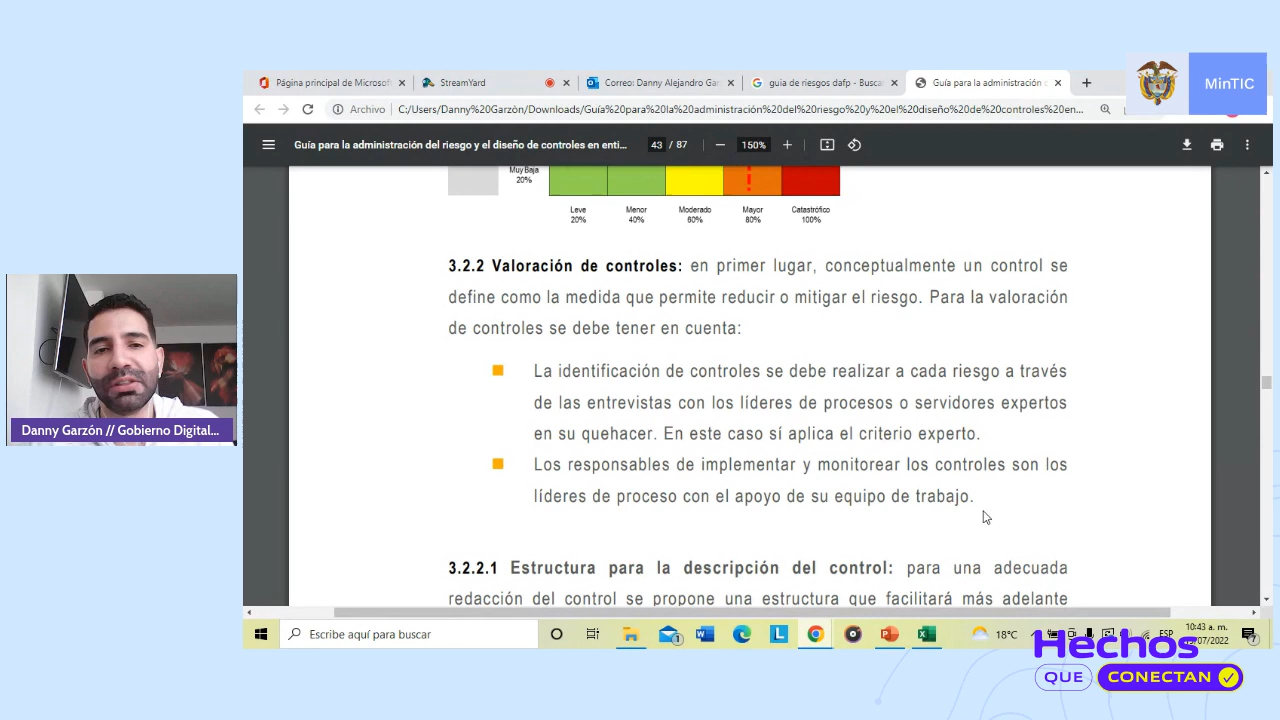 MinTIC
Página principal de Microsof
StreamYard
Correo: Danny Alejandro Gar
guia de riesgos dafp - Busca
Guía para la administración d
Archivo
C:/Users/Danny%20Garzón/Downloads/Guía%20para%20la%20administración%20del%20riesgo%20y%20el%20diseño%20de%20controles%20en...
Guía para la administración del riesgo y el diseño de controles en enti...
43 / 87
150%
Muy Baja
20%
Leve Menor Moderado Mayor Catastrófico
20% 40% 60% 80% 100%
3.2.2 Valoración de controles: en primer lugar, conceptualmente un control se
define como la medida que permite reducir o mitigar el riesgo. Para la valoración
de controles se debe tener en cuenta:
La identificación de controles se debe realizar a cada riesgo a través
de las entrevistas con los líderes de procesos o servidores expertos
en su quehacer. En este caso sí aplica el criterio experto.
Los responsables de implementar y monitorear los controles son los
líderes de proceso con el apoyo de su equipo de trabajo.
3.2.2.1 Estructura para la descripción del control: para una adecuada
redacción del control se propone una estructura que facilitará más adelante
Danny Garzón // Gobierno Digital...
Escribe aquí para buscar
18°C
ESP
10:43 a. m.
/07/2022
Hechos
QUE CONECTAN